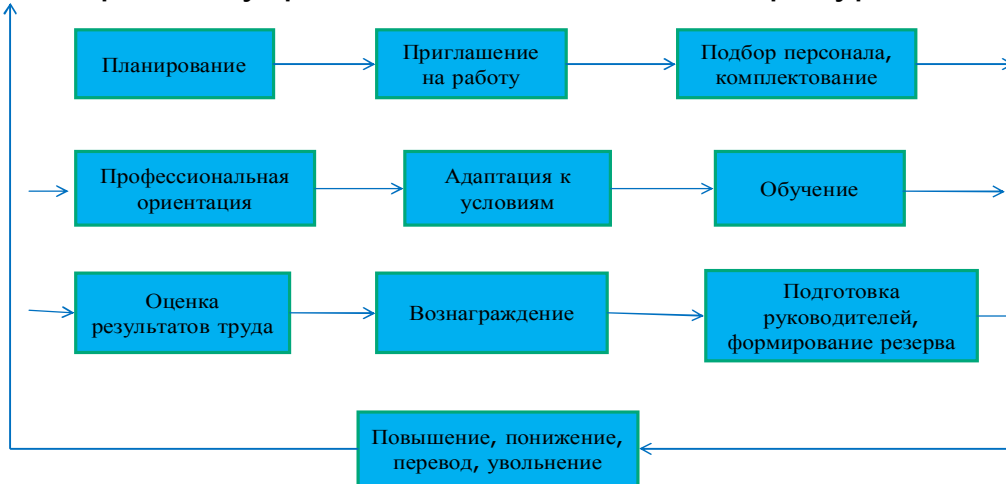 Планирование
Приглашение
на работу
Подбор персонала,
комплектование
Профессиональная
ориентация
Адаптация к
условиям
Обучение
Оценка
результатов труда
Вознаграждение
Подготовка
руководителей,
формирование резерва
Повышение, понижение,
перевод, увольнение